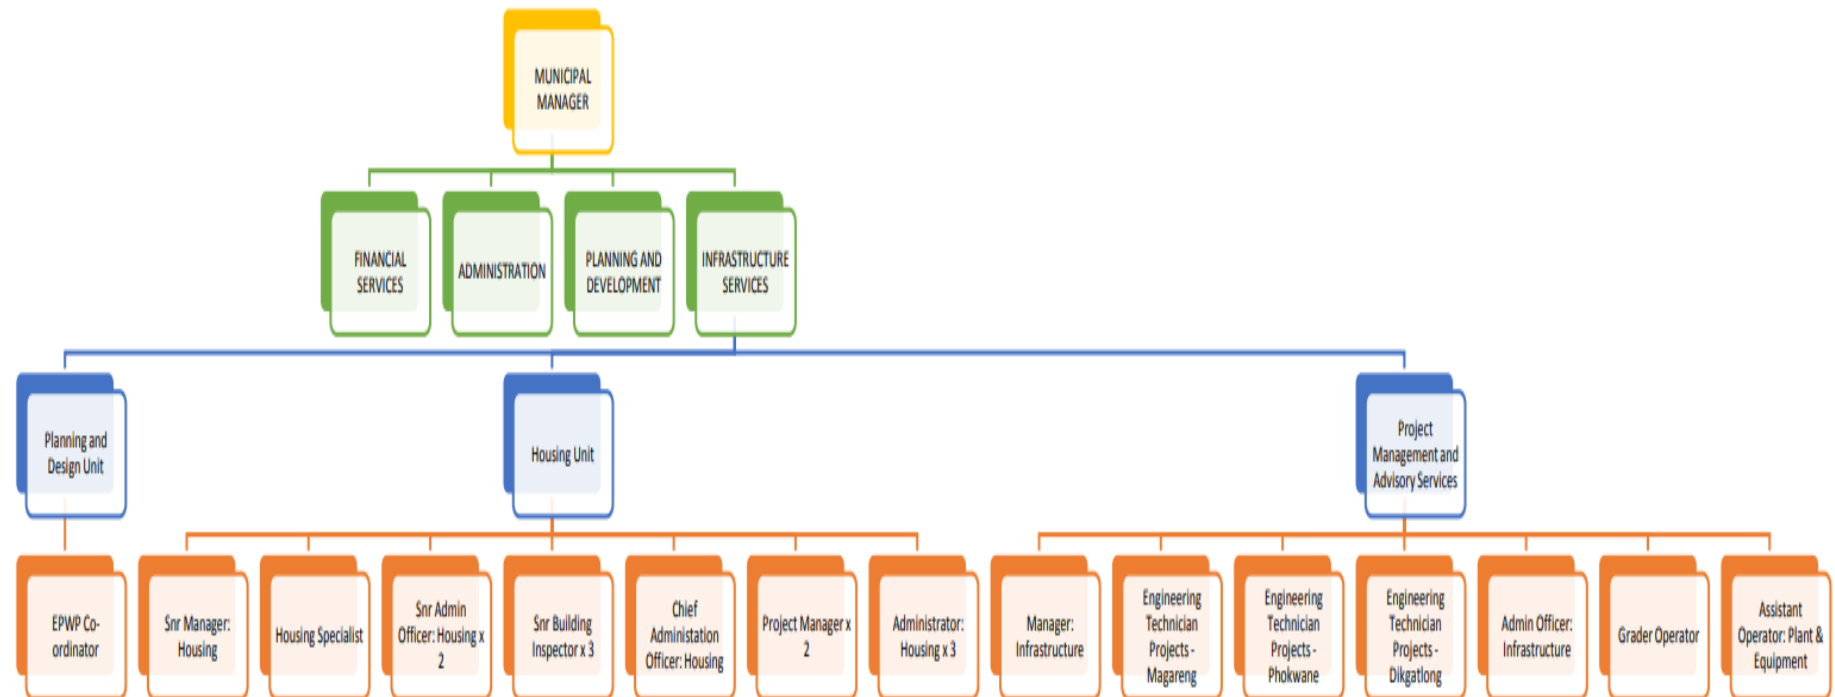 MUNICIPAL
MANAGER
FINANCIAL
SERVICES
ADMINISTRATION
PLANNING AND
DEVELOPMENT
INFRASTRUCTURE
SERVICES
Planning and
Design Unit
Housing Unit
Project
Management and
Advisory Services
EPWP Co-
ordinator
Snr Manager:
Housing
Housing Specialist
Snr Admin
Officer: Housing x
2
Snr Building
Inspector x 3
Chief
Administation
Officer: Housing
Project Manager x
2
Administrator:
Housing x 3
Manager:
Infrastructure
Engineering
Technician
Projects -
Magareng
Engineering
Technician
Projects -
Phokwane
Engineering
Technician
Projects -
Dikgatlong
Admin Officer:
Infrastructure
Grader Operator
Assistant
Operator: Plant &
Equipment